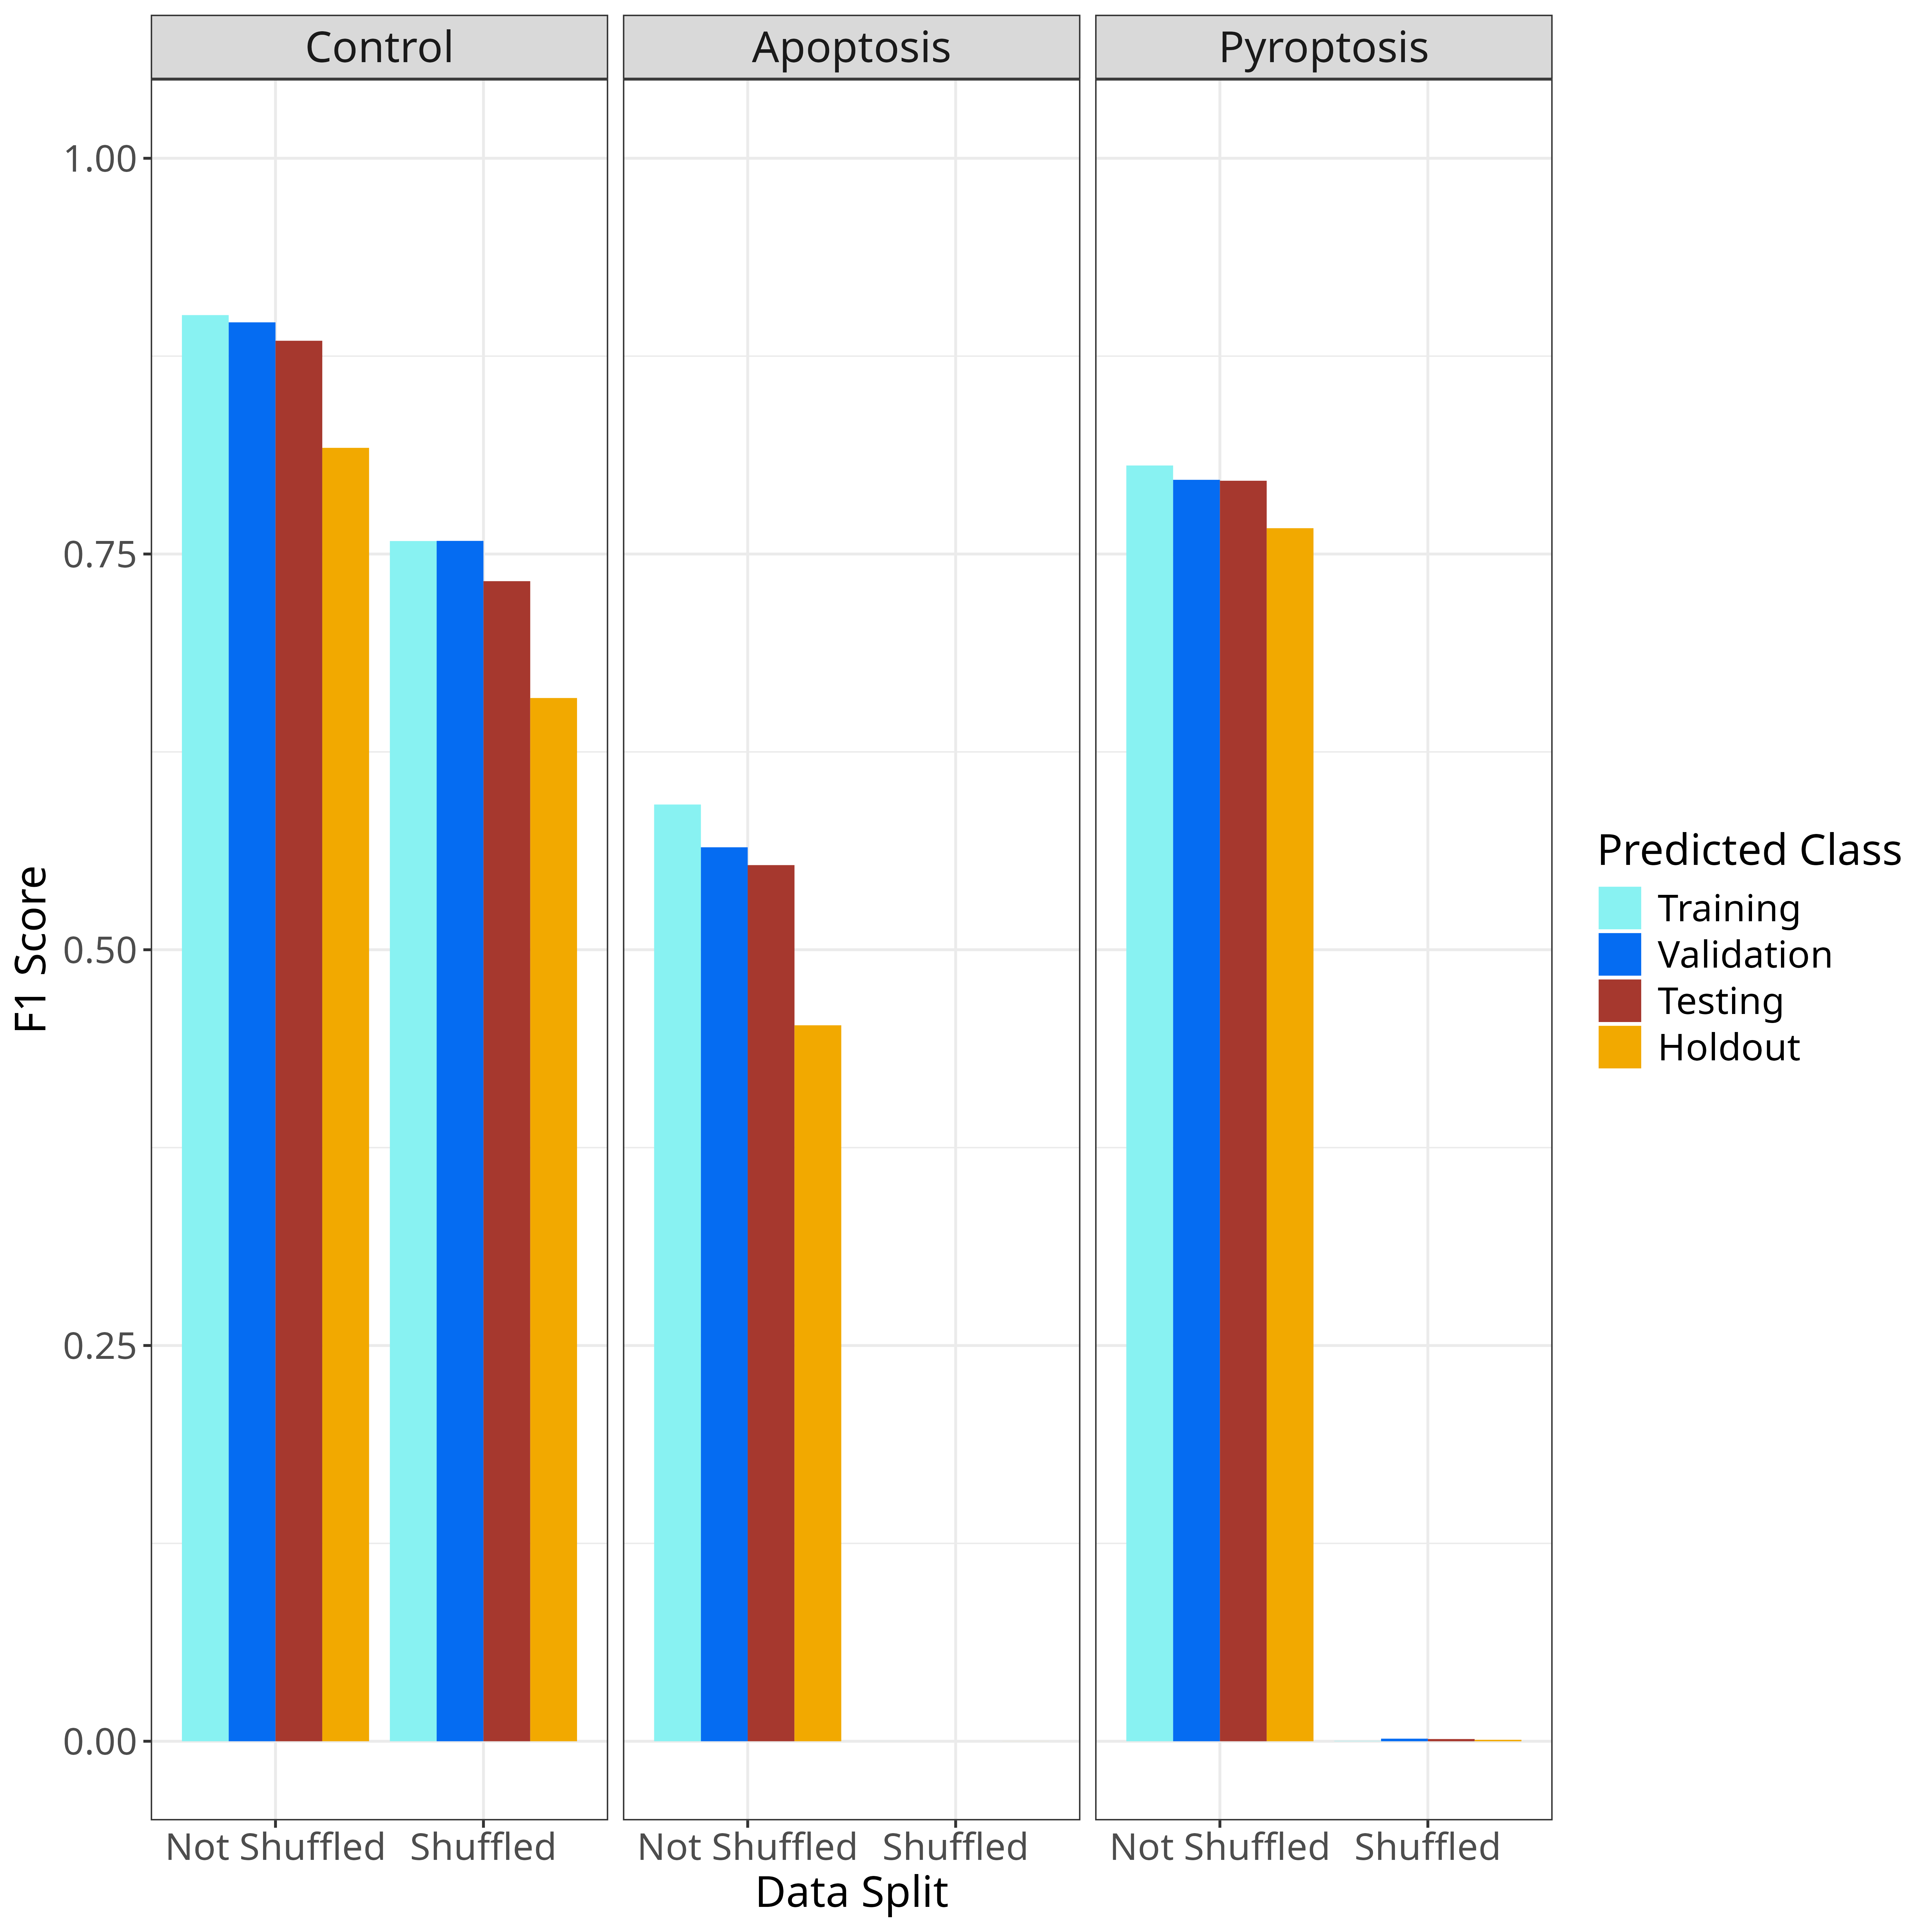 Control
Apoptosis
Pyroptosis
1.00
0.75
0.50
0.25
0.00
F1 Score
Not Shuffled
Shuffled
Not Shuffled
Shuffled
Not Shuffled
Shuffled
Data Split
Predicted Class
Training
Validation
Testing
Holdout